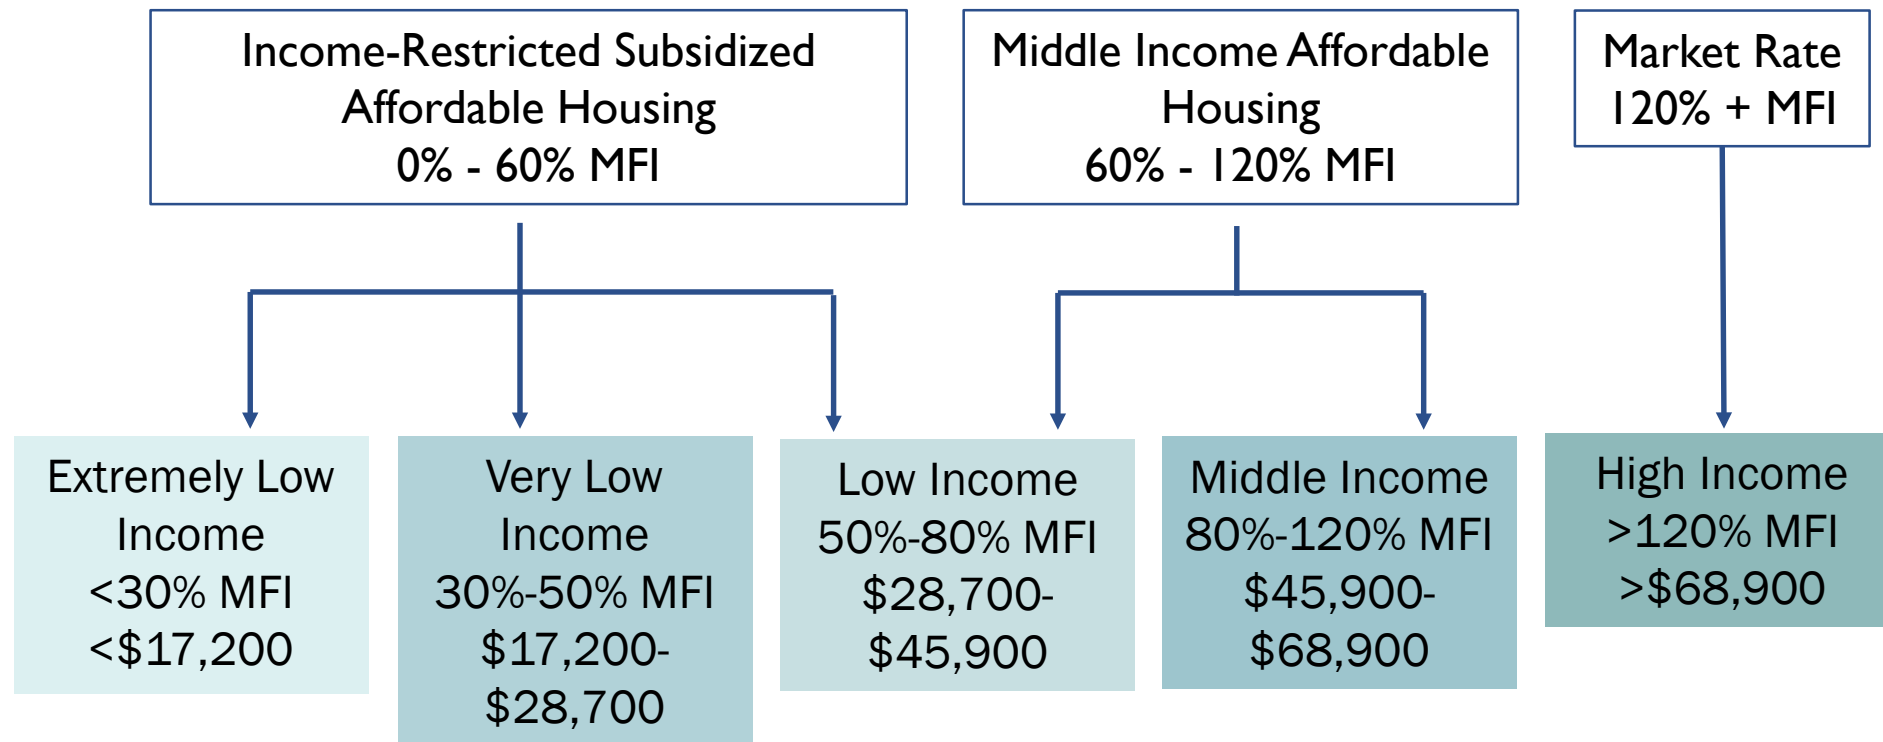 Income-Restricted Subsidized
Affordable Housing
0% - 60% MFI
Middle Income Affordable
Housing
60% - 120% MFI
Market Rate
120% + MFI
Extremely Low
Income
<30% MFI
<$17,200
Very Low
Income
30%-50% MFI
$17,200-
$28,700
Low Income
50%-80% MFI
$28,700-
$45,900
Middle Income
80%-120% MFI
$45,900-
$68,900
High Income
>120% MFI
>$68,900